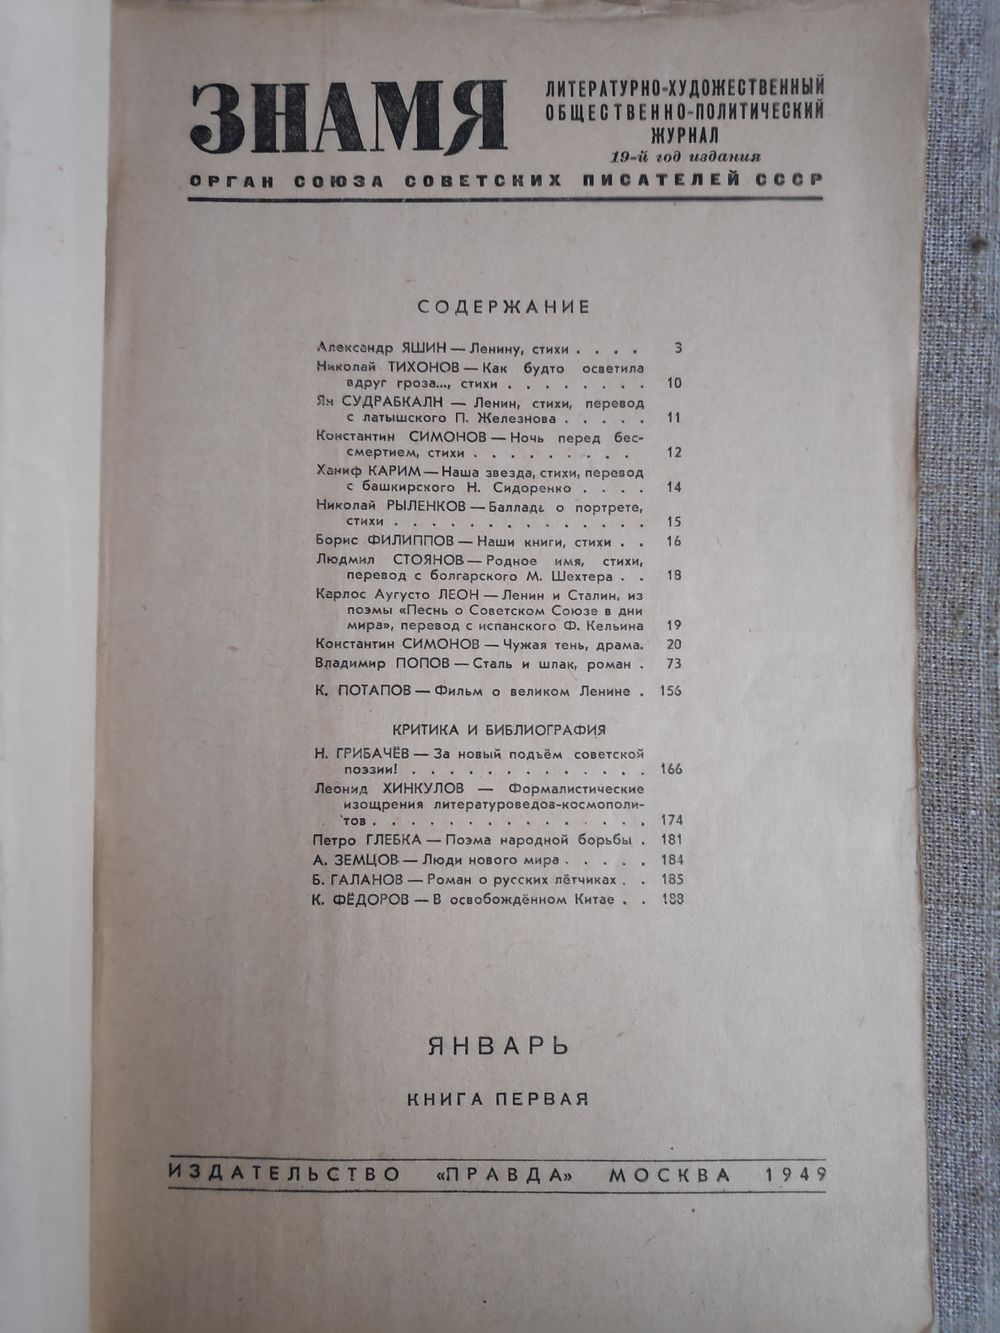 ЗНАМЯ
ЛИТЕРАТУРНО-ХУДОЖЕСТВЕННЫЙ
ОБЩЕСТВЕННО-ПОЛИТИЧЕСКИЙ
ЖУРНАЛ
19-й год издания
ОРГАН СОЮЗА СОВЕТСКИХ ПИСАТЕЛЕЙ СССР
СОДЕРЖАНИЕ
Александр ЯШИН — Ленину, стихи . . . . 3
Николай ТИХОНОВ — Как будто осветила
вдруг гроза..., стихи . . . . . . . . 10
Ян СУДРАБКАЛН — Ленин, стихи, перевод
с латышского П. Железнова . . . . . 11
Константин СИМОНОВ — Ночь перед бес-
смертием, стихи . . . . . . . . . 12
Ханиф КАРИМ — Наша звезда, стихи, перевод
с башкирского Н. Сидоренко . . . . 14
Николай РЫЛЕНКОВ — Баллада о портрете,
стихи . . . . . . . . . . . . . . 15
Борис ФИЛИППОВ — Наши книги, стихи . . 16
Людмил СТОЯНОВ — Родное имя, стихи,
перевод с болгарского М. Шехтера . . 18
Карлос Аугусто ЛЕОН — Ленин и Сталин, из
поэмы «Песнь о Советском Союзе в дни
мира», перевод с испанского Ф. Кельина 19
Константин СИМОНОВ — Чужая тень, драма. 20
Владимир ПОПОВ — Сталь и шлак, роман . 73
К. ПОТАПОВ — Фильм о великом Ленине . 156
КРИТИКА И БИБЛИОГРАФИЯ
Н. ГРИБАЧЁВ — За новый подъём советской
поэзии! . . . . . . . . . . . . . 166
Леонид ХИНКУЛОВ — Формалистические
изощрения литературоведов-космополи-
тов . . . . . . . . . . . . . . . 174
Петро ГЛЕБКА — Поэма народной борьбы . 181
А. ЗЕМЦОВ — Люди нового мира . . . . . 184
Б. ГАЛАНОВ — Роман о русских лётчиках . . 185
К. ФЁДОРОВ — В освобождённом Китае . . 188
ЯНВАРЬ
КНИГА ПЕРВАЯ
ИЗДАТЕЛЬСТВО «ПРАВДА» МОСКВА 1949